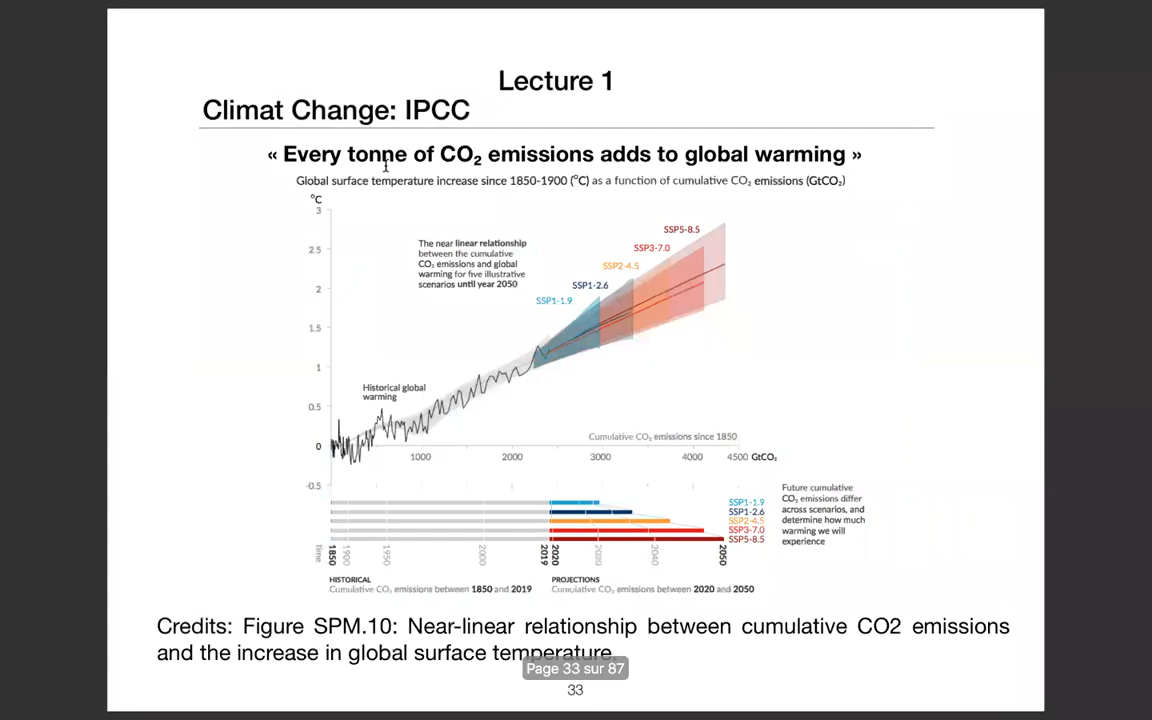 Lecture 1
Climat Change: IPCC
« Every tonne of CO₂ emissions adds to global warming »
Global surface temperature increase since 1850-1900 (°C) as a function of cumulative CO₂ emissions (GtCO₂)
°C
3
2.5
2
1.5
1
0.5
0
-0.5
The near linear relationship
between the cumulative
CO₂ emissions and global
warming for five illustrative
scenarios until year 2050
SSP5-8.5
SSP3-7.0
SSP2-4.5
SSP1-2.6
SSP1-1.9
Historical global
warming
Cumulative CO₂ emissions since 1850
1000 2000 3000 4000 4500 GtCO₂
SSP1-1.9
SSP1-2.6
SSP2-4.5
SSP3-7.0
SSP5-8.5
Future cumulative
CO₂ emissions differ
across scenarios, and
determine how much
warming we will
experience
time 1850 1900 1950 2000 2019 2020 2030 2040 2050
HISTORICAL
Cumulative CO₂ emissions between 1850 and 2019
PROJECTIONS
Cumulative CO₂ emissions between 2020 and 2050
Credits: Figure SPM.10: Near-linear relationship between cumulative CO2 emissions
and the increase in global surface temperature.
Page 33 sur 87
33